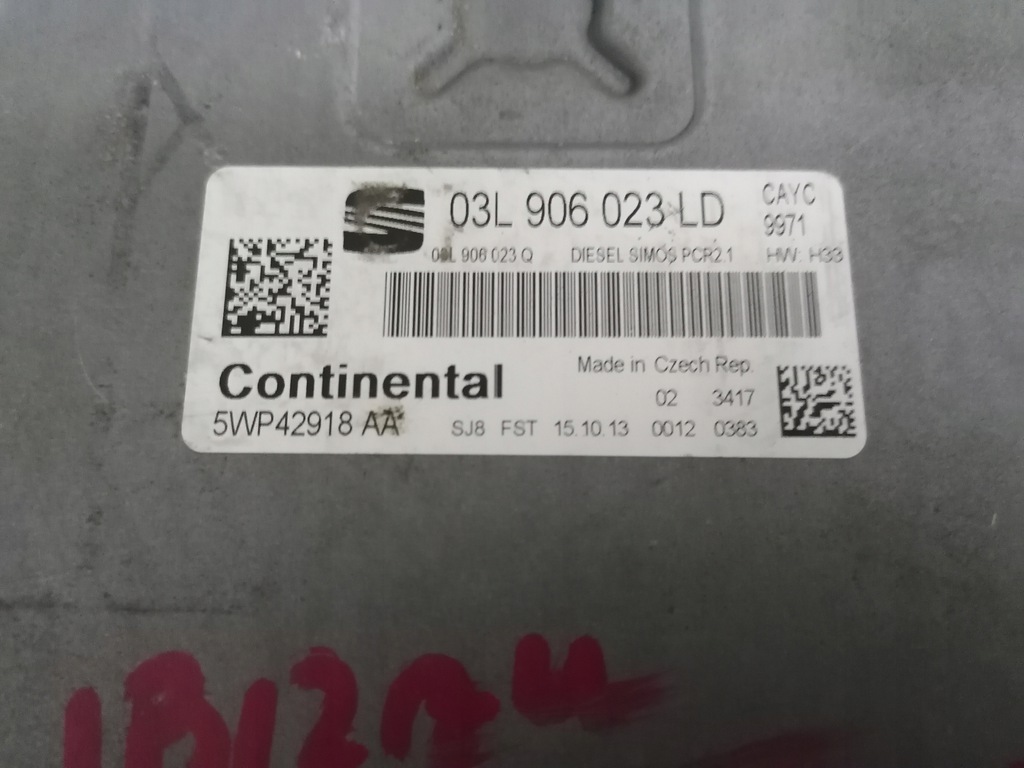 03L 906 023 LD
CAYC
9971
03L 906 023 Q DIESEL SIMOS PCR2.1 HW: H33
Continental
Made in Czech Rep.
02 3417
5WP42918 AA
SJ8 FST 15.10.13 0012 0383
IBIZA